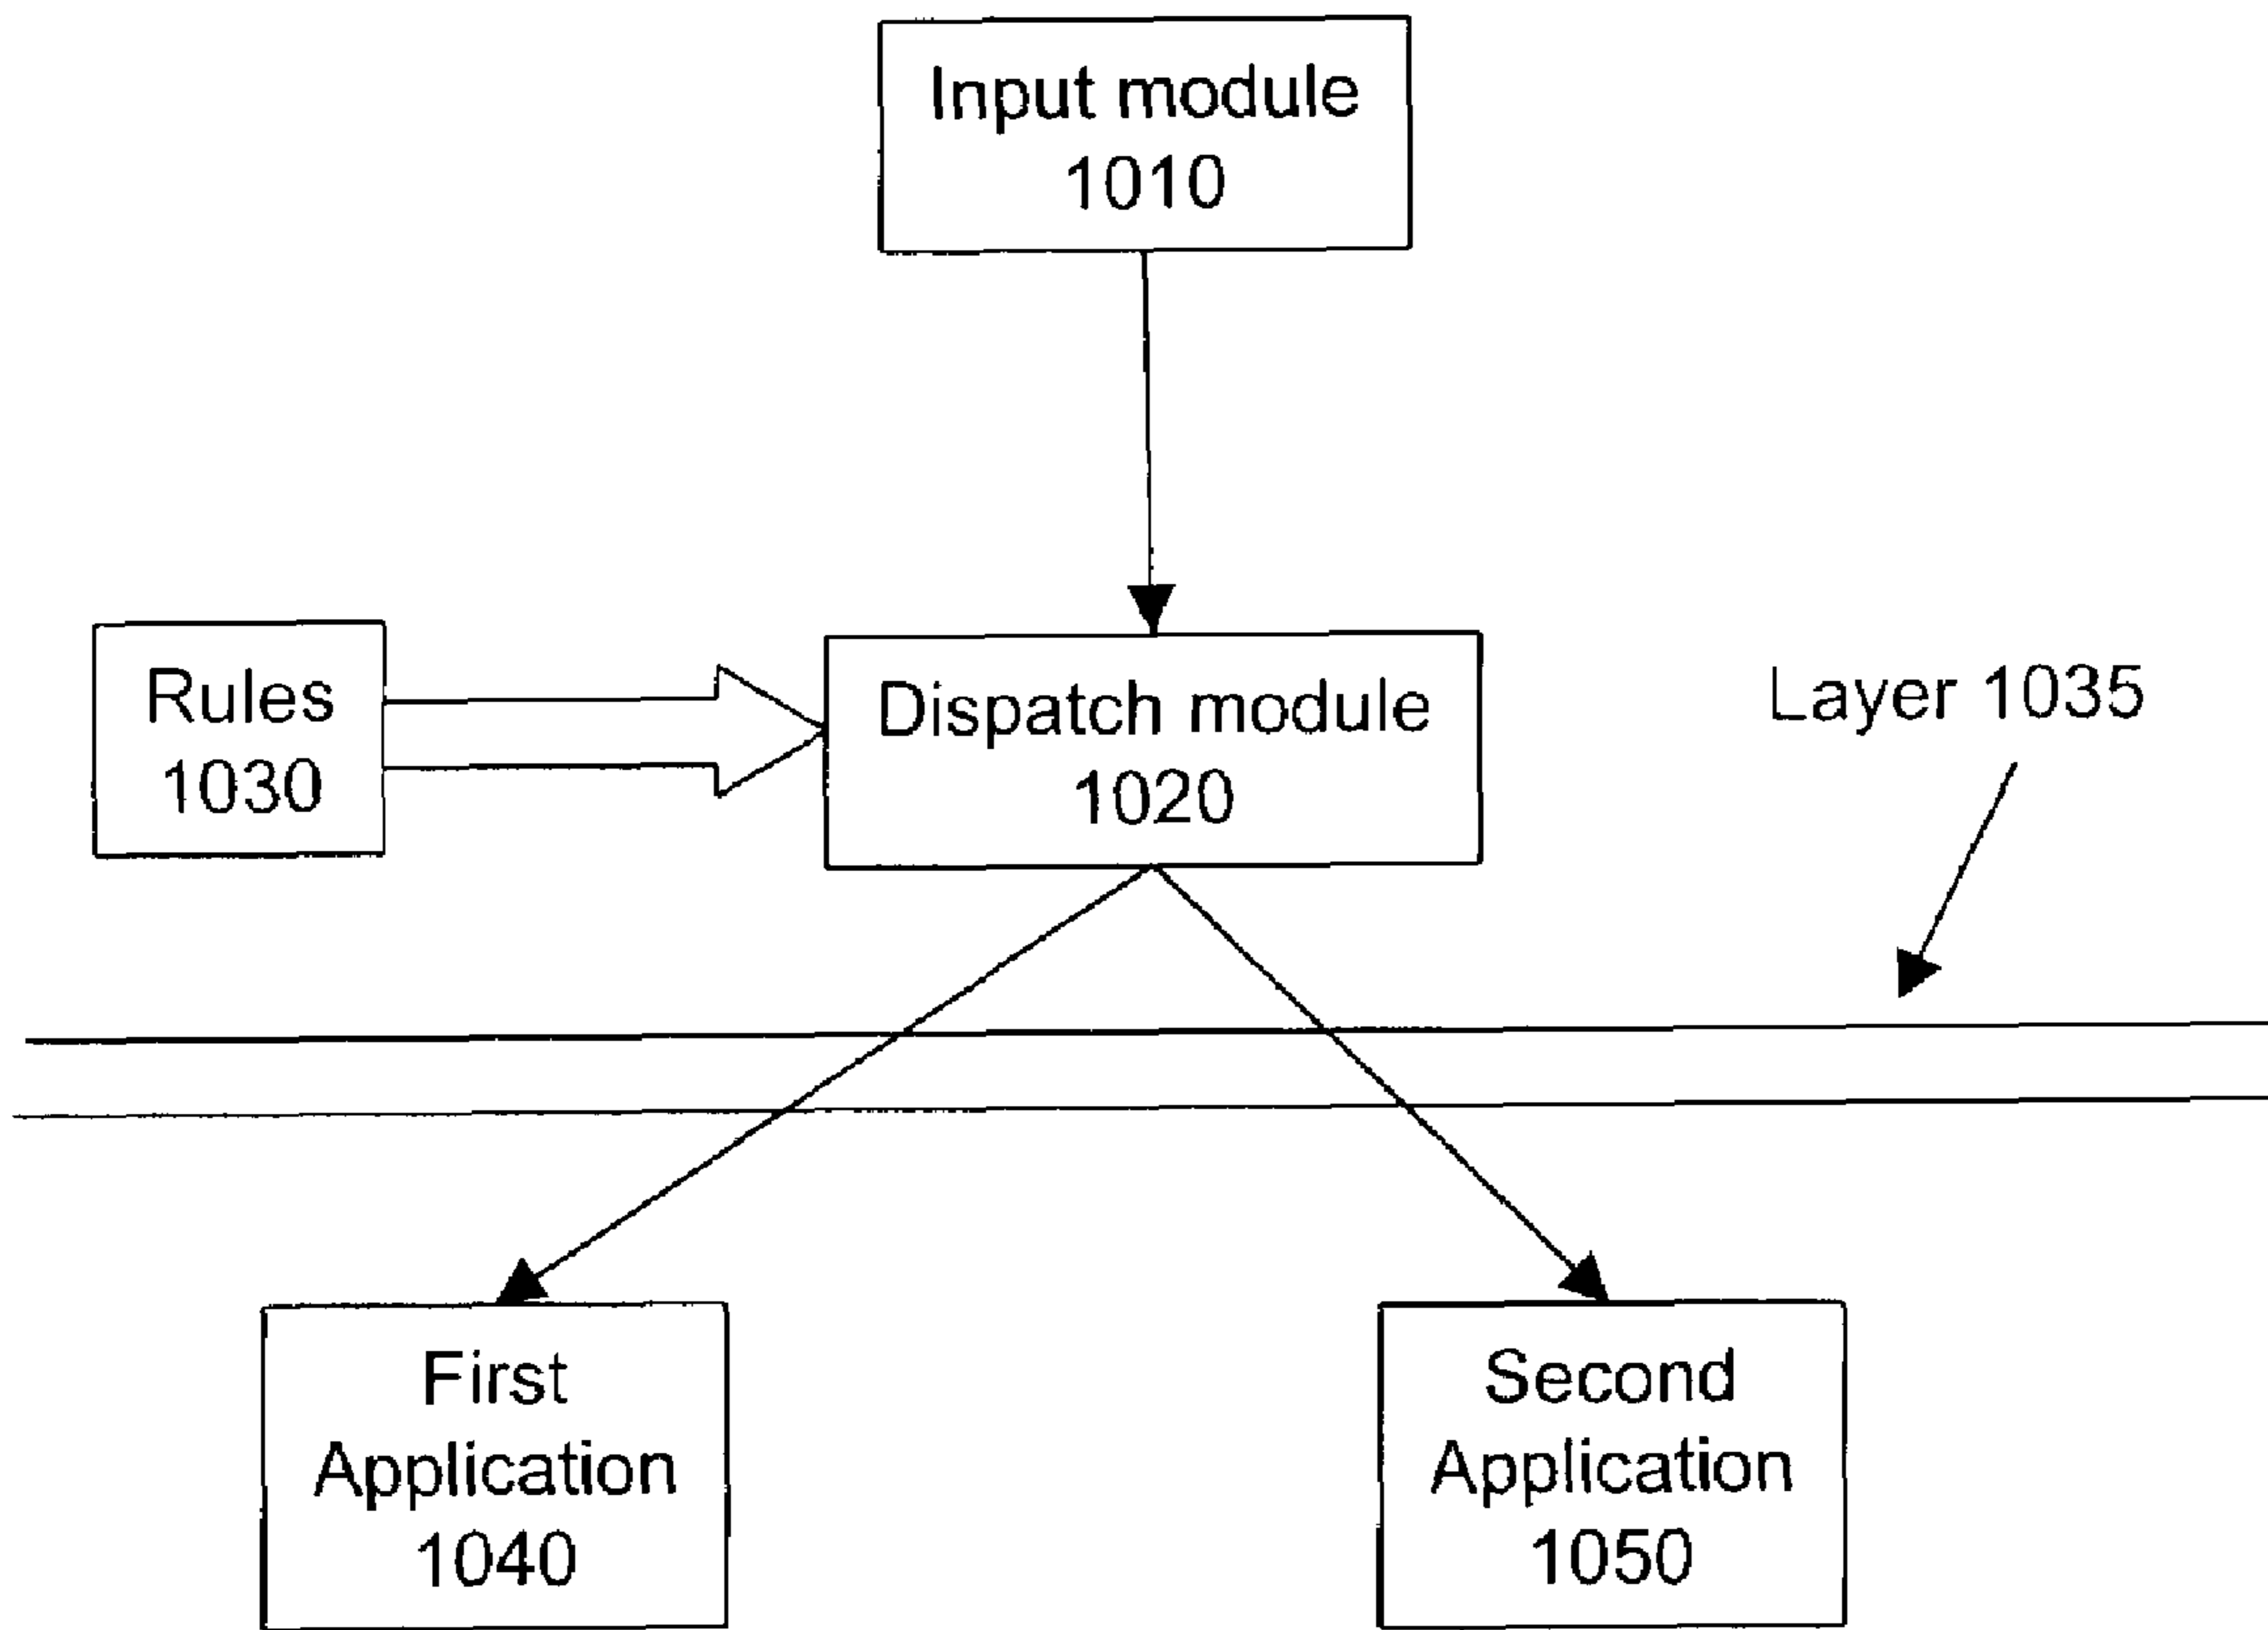 Input module
1010
Rules
1030
Dispatch module
1020
Layer 1035
First
Application
1040
Second
Application
1050